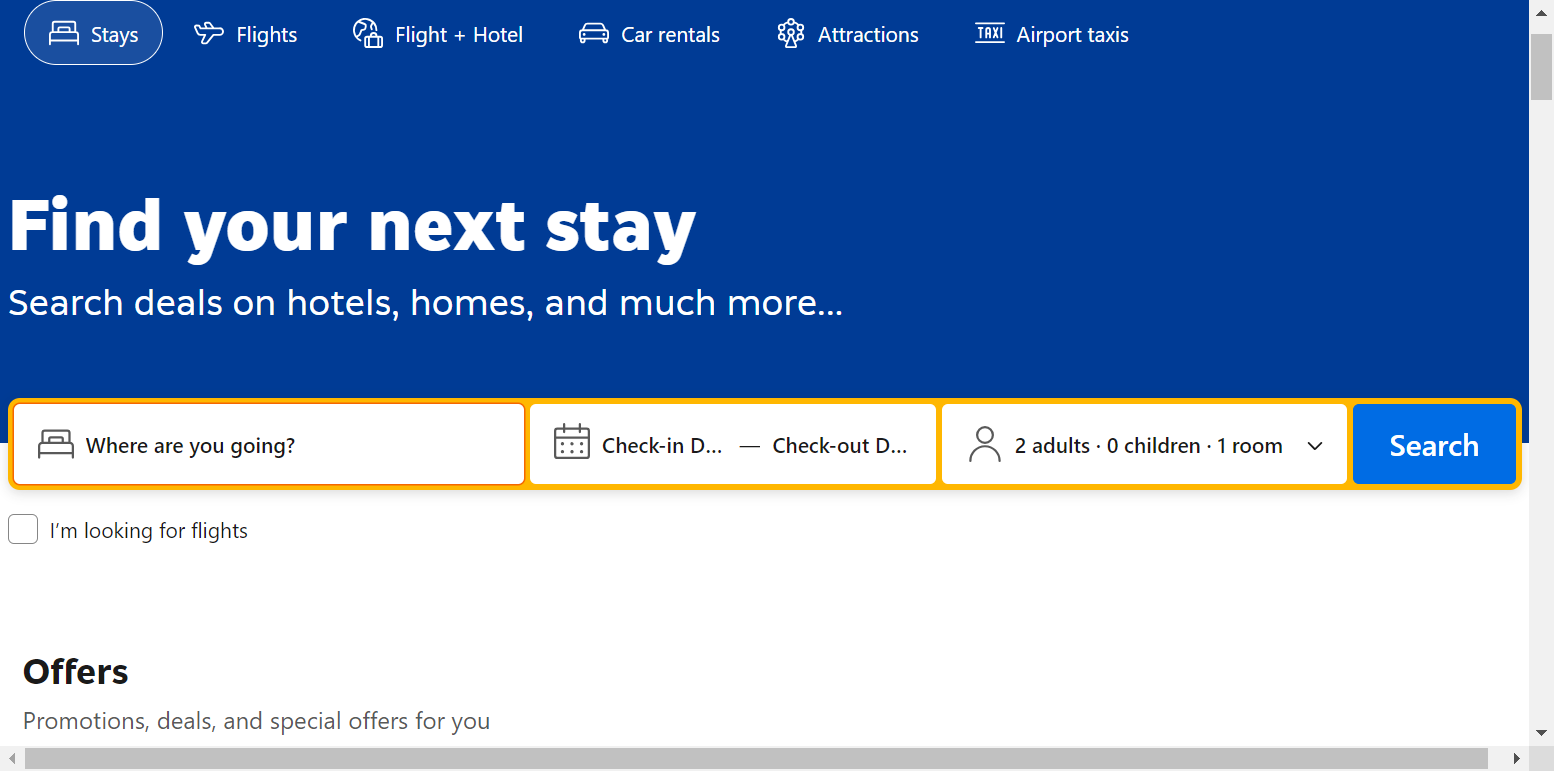 Stays Flights Flight + Hotel Car rentals Attractions TAXI Airport taxis
Find your next stay
Search deals on hotels, homes, and much more...
Where are you going? Check-in D... — Check-out D... 2 adults · 0 children · 1 room Search
I’m looking for flights
Offers
Promotions, deals, and special offers for you